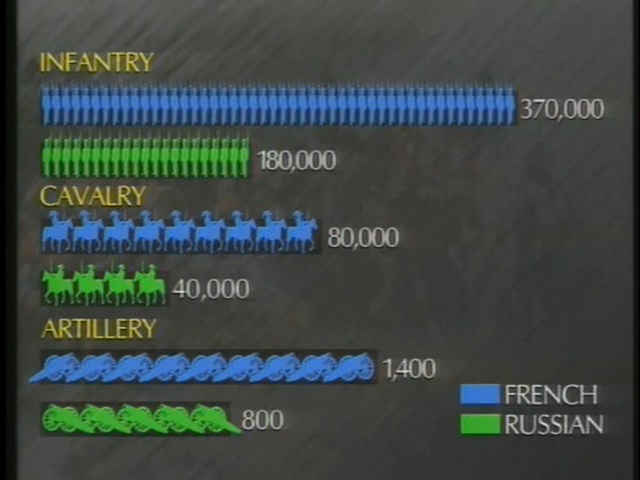 INFANTRY
370,000
180,000
CAVALRY
80,000
40,000
ARTILLERY
1,400
800
FRENCH
RUSSIAN